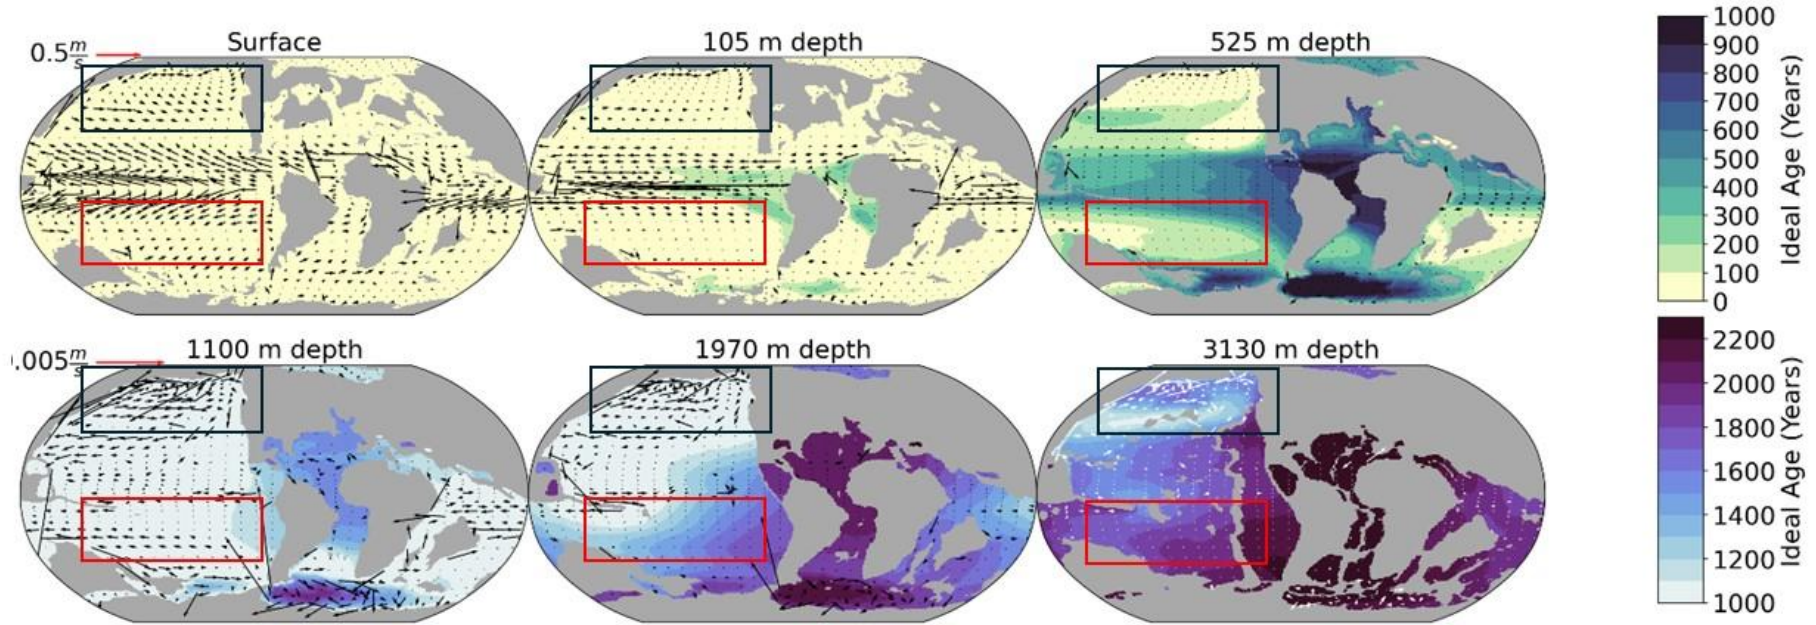 Surface
105 m depth
525 m depth
0.5 m/s
1000
900
800
700
600
500
400
300
200
100
0
Ideal Age (Years)
1100 m depth
1970 m depth
3130 m depth
.005 m/s
2200
2000
1800
1600
1400
1200
1000
Ideal Age (Years)